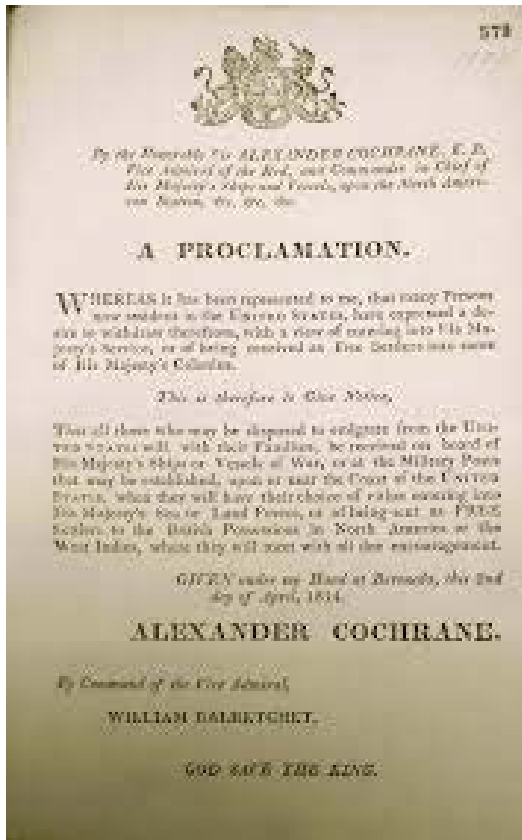 573
By the Honorable Sir ALEXANDER COCHRANE, K. B.
Vice Admiral of the Red, and Commander in Chief of
His Majesty's Ships and Vessels, upon the North Ameri-
can Station, &c. &c. &c.
A PROCLAMATION.
WHEREAS it has been represented to me, that many Persons
now resident in the UNITED STATES, have expressed a de-
sire to withdraw therefrom, with a view of entering into His Ma-
jesty's Service, or of being received as Free Settlers into some
of His Majesty's Colonies.
This is therefore to Give Notice,
That all those who may be disposed to emigrate from the UNI-
TED STATES will, with their Families, be received on board of
His Majesty's Ships or Vessels of War, or at the Military Posts
that may be established, upon or near the Coast of the UNITED
STATES, when they will have their choice of either entering into
His Majesty's Sea or Land Forces, or of being sent as FREE
Settlers to the British Possessions in North America or the
West Indies, where they will meet with all due encouragement.
GIVEN under my Hand at Bermuda, this 2nd
day of April, 1814.
ALEXANDER COCHRANE.
By Command of the Vice Admiral,
WILLIAM BALHETCHET.
GOD SAVE THE KING.